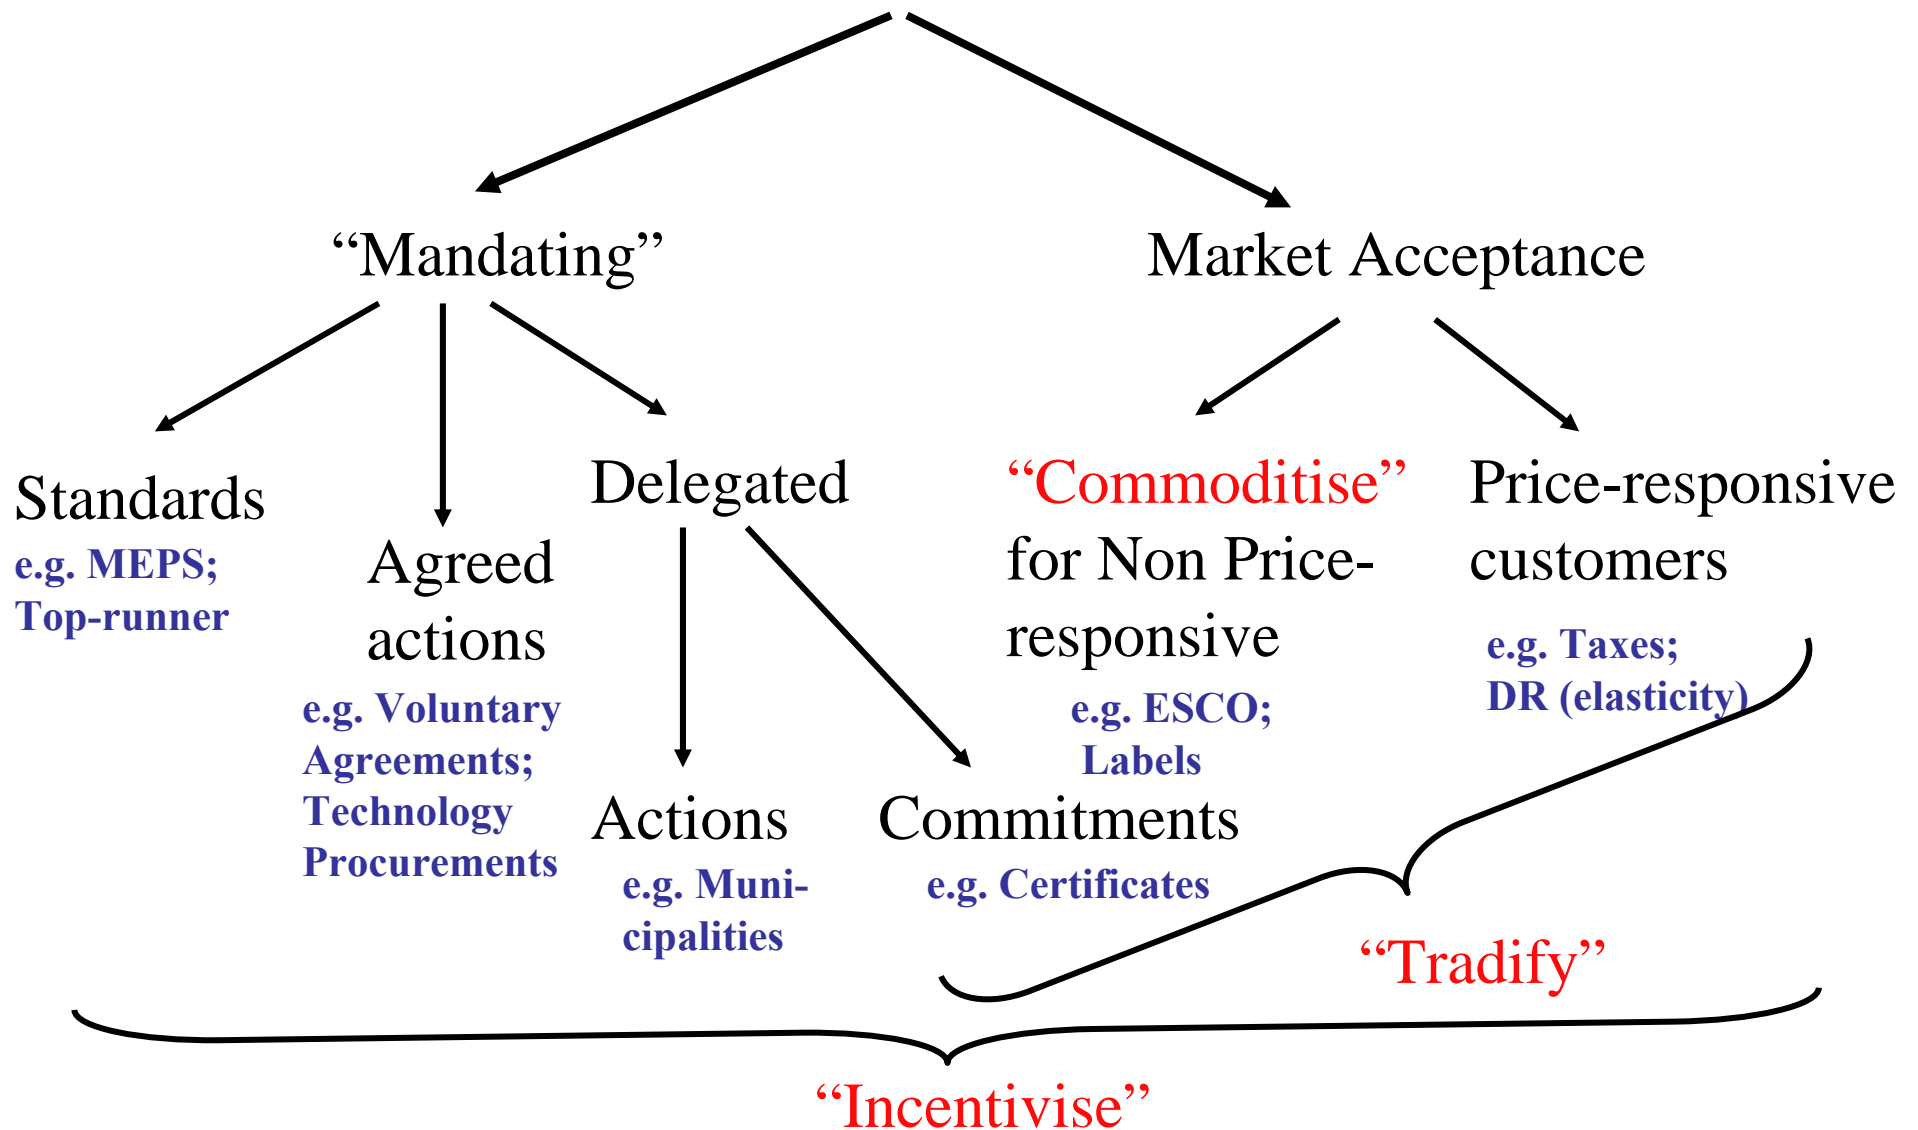 “Mandating”
Market Acceptance
Standards
e.g. MEPS;
Top-runner
Agreed
actions
e.g. Voluntary
Agreements;
Technology
Procurements
Delegated
Actions
e.g. Muni-
cipalities
Commitments
e.g. Certificates
“Commoditise”
for Non Price-
responsive
e.g. ESCO;
Labels
Price-responsive
customers
e.g. Taxes;
DR (elasticity)
“Tradify”
“Incentivise”